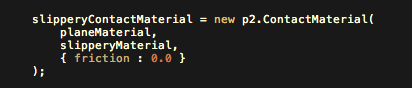 slipperyContactMaterial = new p2.ContactMaterial(
    planeMaterial,
    slipperyMaterial,
    { friction : 0.0 }
);